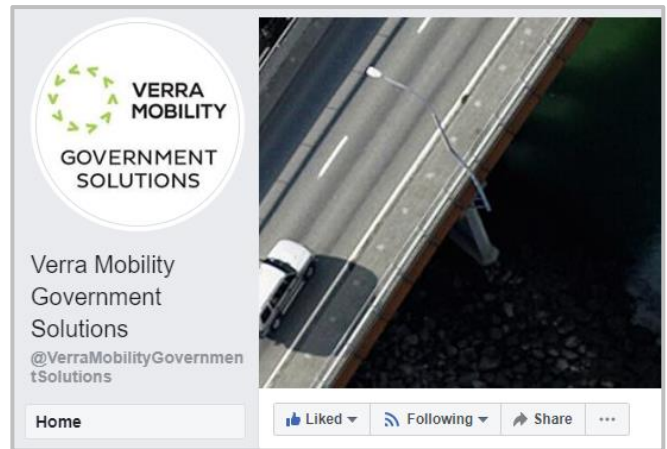 VERRA
MOBILITY
GOVERNMENT
SOLUTIONS
Verra Mobility
Government
Solutions
@VerraMobilityGovernmen
tSolutions
Home
Liked
Following
Share